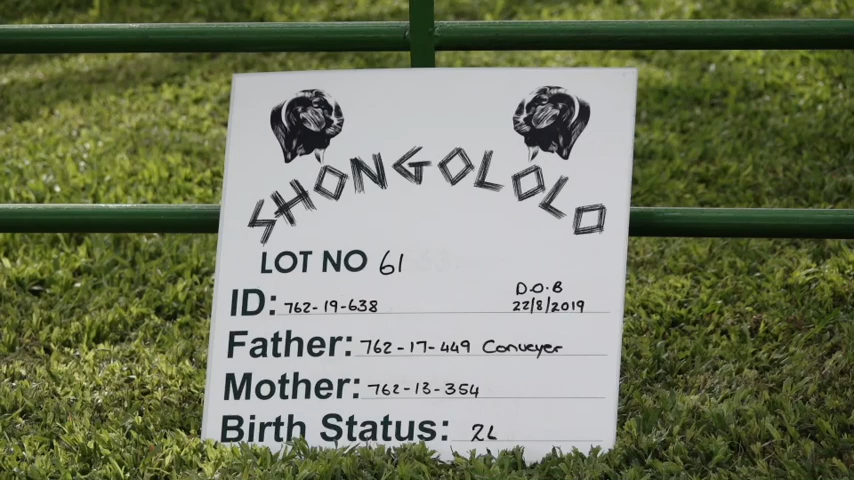 SHONGOLOLO
LOT NO 61
D.O.B
ID: 762-19-638 22/8/2019
Father: 762-17-449 Conveyer
Mother: 762-13-354
Birth Status: 2L